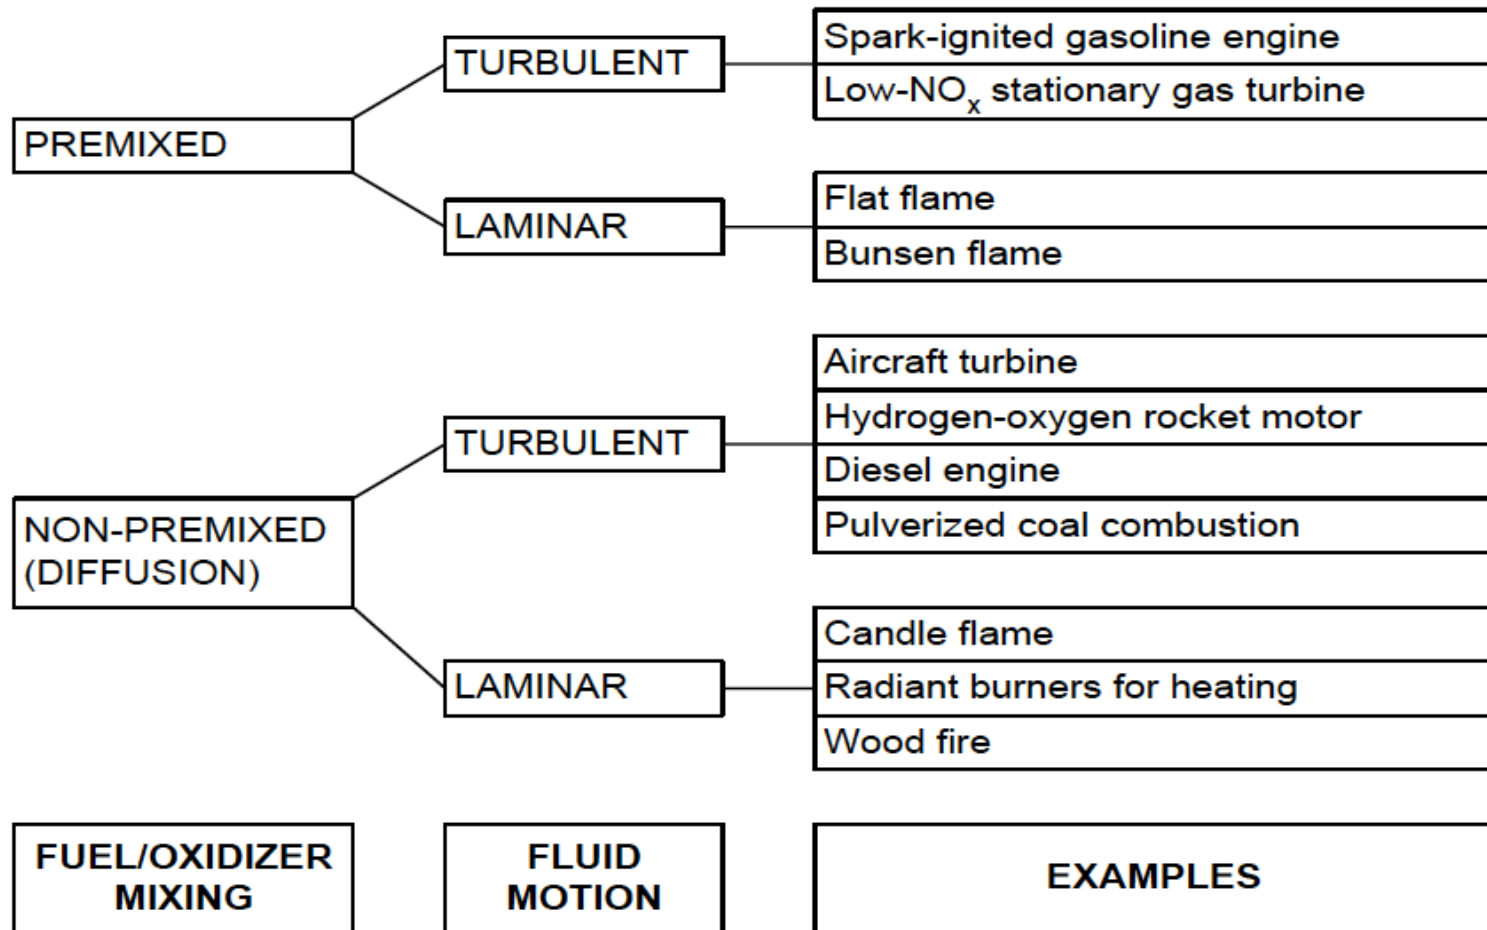 PREMIXED
TURBULENT
Spark-ignited gasoline engine
Low-NOx stationary gas turbine
LAMINAR
Flat flame
Bunsen flame
NON-PREMIXED
(DIFFUSION)
TURBULENT
Aircraft turbine
Hydrogen-oxygen rocket motor
Diesel engine
Pulverized coal combustion
LAMINAR
Candle flame
Radiant burners for heating
Wood fire
FUEL/OXIDIZER
MIXING
FLUID
MOTION
EXAMPLES